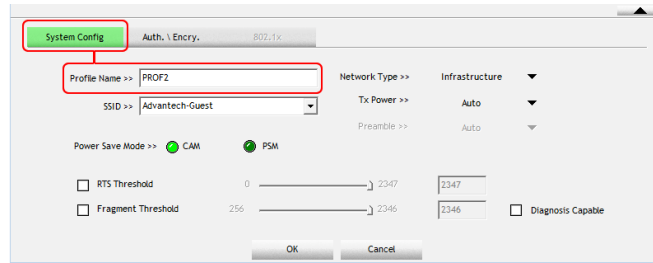 System Config Auth. \ Encry. 802.1x
Profile Name >> PROF2 Network Type >> Infrastructure
SSID >> Advantech-Guest Tx Power >> Auto
Preamble >> Auto
Power Save Mode >> CAM PSM
RTS Threshold 0 2347 2347
Fragment Threshold 256 2346 2346 Diagnosis Capable
OK Cancel